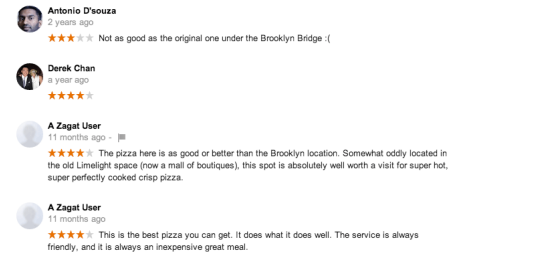 Antonio D'souza
2 years ago
Not as good as the original one under the Brooklyn Bridge :(
Derek Chan
a year ago
A Zagat User
11 months ago -
The pizza here is as good or better than the Brooklyn location. Somewhat oddly located in
the old Limelight space (now a mall of boutiques), this spot is absolutely well worth a visit for super hot,
super perfectly cooked crisp pizza.
A Zagat User
11 months ago
This is the best pizza you can get. It does what it does well. The service is always
friendly, and it is always an inexpensive great meal.